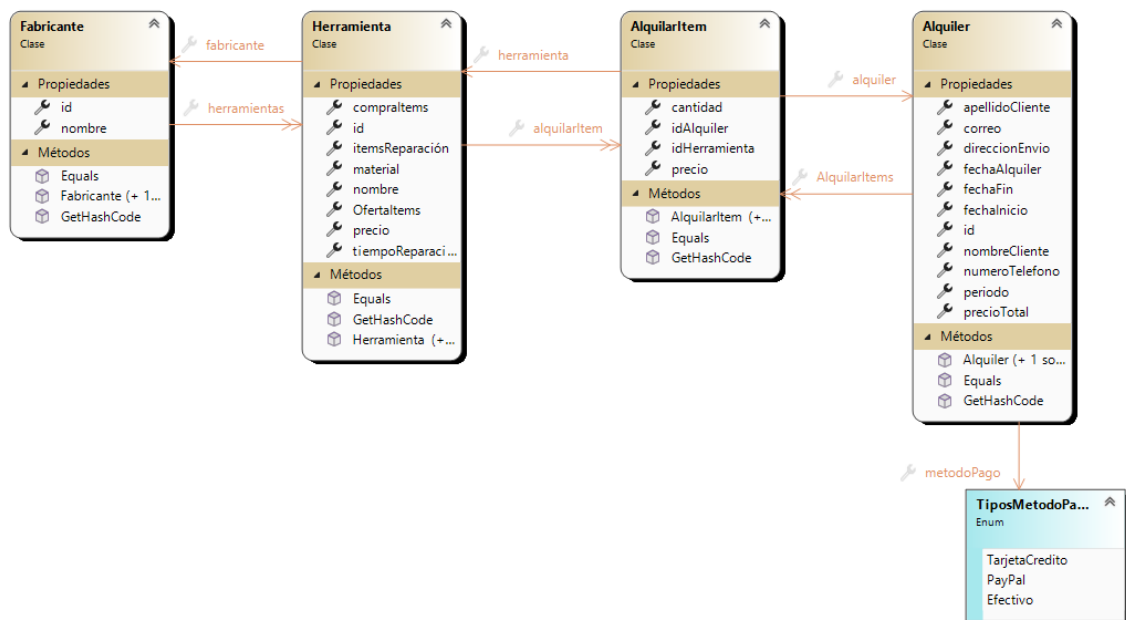 Fabricante
Clase
Propiedades
id
nombre
Métodos
Equals
Fabricante (+ 1...
GetHashCode
fabricante
herramientas
Herramienta
Clase
Propiedades
compraItems
id
itemsReparación
material
nombre
OfertaItems
precio
tiempoReparaci...
Métodos
Equals
GetHashCode
Herramienta (+...
herramienta
alquilarItem
AlquilarItem
Clase
Propiedades
cantidad
idAlquiler
idHerramienta
precio
Métodos
AlquilarItem (+...
Equals
GetHashCode
alquiler
AlquilarItems
Alquiler
Clase
Propiedades
apellidoCliente
correo
direccionEnvio
fechaAlquiler
fechaFin
fechaInicio
id
nombreCliente
numeroTelefono
periodo
precioTotal
Métodos
Alquiler (+ 1 so...
Equals
GetHashCode
metodoPago
TiposMetodoPa...
Enum
TarjetaCredito
PayPal
Efectivo